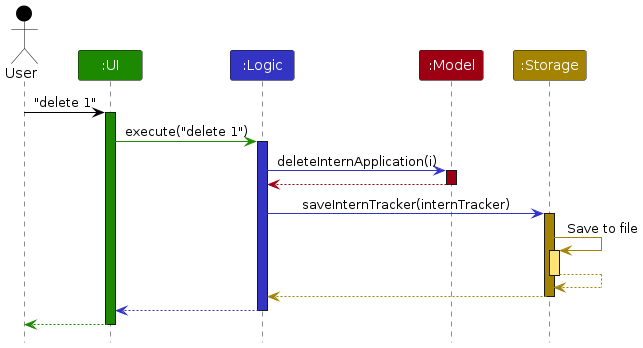 User
:UI
:Logic
:Model
:Storage
"delete 1"
execute("delete 1")
deleteInternApplication(i)
saveInternTracker(internTracker)
Save to file